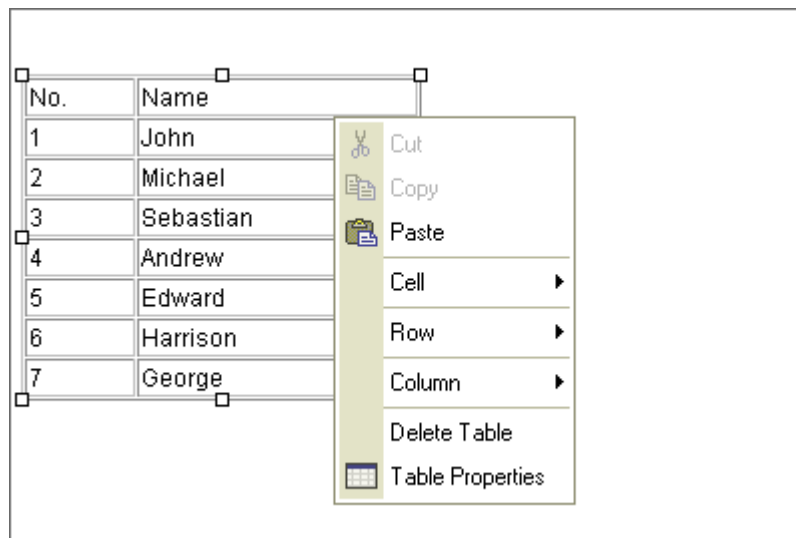 No. Name
1 John
2 Michael
3 Sebastian
4 Andrew
5 Edward
6 Harrison
7 George
Cut
Copy
Paste
Cell
Row
Column
Delete Table
Table Properties